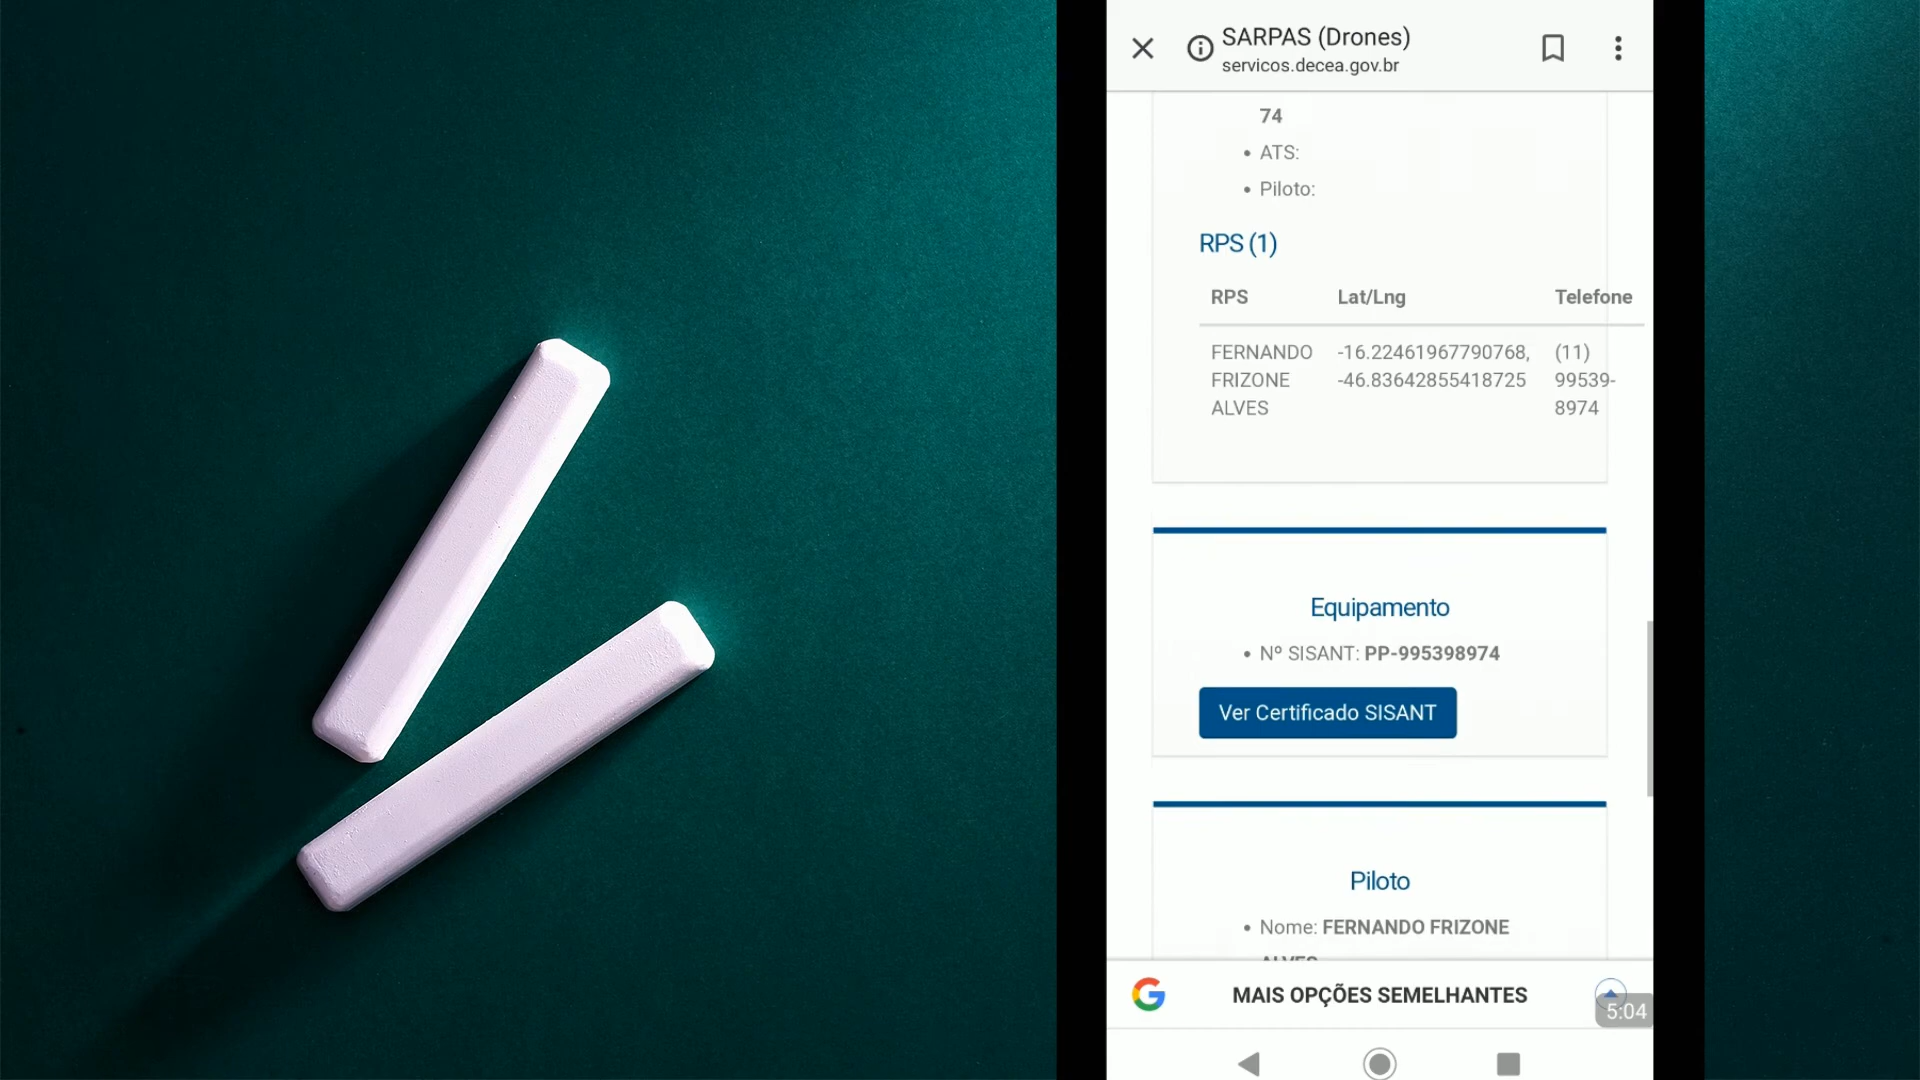 SARPAS (Drones)
servicos.decea.gov.br
74
• ATS:
• Piloto:
RPS (1)
RPS Lat/Lng Telefone
FERNANDO -16.22461967790768, (11)
FRIZONE -46.83642855418725 99539-
ALVES 8974
Equipamento
• Nº SISANT: PP-995398974
Ver Certificado SISANT
Piloto
• Nome: FERNANDO FRIZONE
ALVES
MAIS OPÇÕES SEMELHANTES
5:04